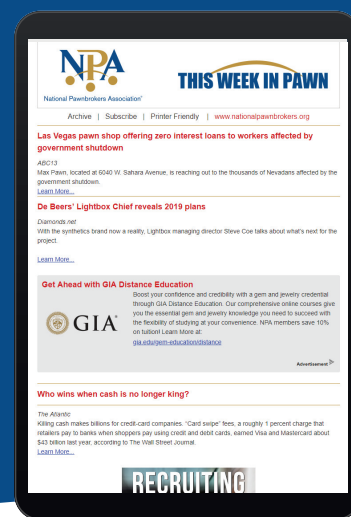 NPA
National Pawnbrokers Association
THIS WEEK IN PAWN
Archive | Subscribe | Printer Friendly | www.nationalpawnbrokers.org
Las Vegas pawn shop offering zero interest loans to workers affected by
government shutdown
ABC13
Max Pawn, located at 6040 W. Sahara Avenue, is reaching out to the thousands of Nevadans affected by the
government shutdown.
Learn More...
De Beers' Lightbox Chief reveals 2019 plans
Diamonds.net
With the synthetics brand now a reality, Lightbox managing director Steve Coe talks about what's next for the
project.
Learn More...
Get Ahead with GIA Distance Education
Boost your confidence and credibility with a gem and jewelry credential
through GIA Distance Education. Our comprehensive online courses give
you the essential gem and jewelry knowledge you need to succeed with
the flexibility of studying at your convenience. NPA members save 10%
on tuition! Learn More at:
gia.edu/gem-education/distance
GIA
Advertisement
Who wins when cash is no longer king?
The Atlantic
Killing cash makes billions for credit-card companies. "Card swipe" fees, a roughly 1 percent charge that
retailers pay to banks when shoppers pay using credit and debit cards, earned Visa and Mastercard about
$43 billion last year, according to The Wall Street Journal.
Learn More...
RECRUITING